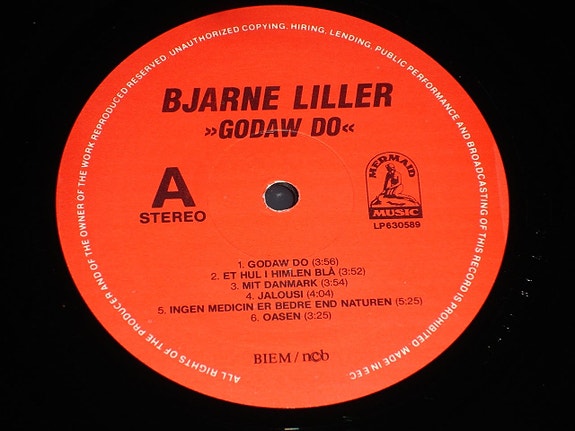 ALL RIGHTS OF THE PRODUCER AND OF THE OWNER OF THE WORK REPRODUCED RESERVED. UNAUTHORIZED COPYING, HIRING, LENDING, PUBLIC PERFORMANCE AND BROADCASTING OF THIS RECORD IS PROHIBITED. MADE IN EEC
BJARNE LILLER
»GODAW DO«
A
STEREO
MERMAID
MUSIC
LP630589
1. GODAW DO (3:56)
2. ET HUL I HIMLEN BLÅ (3:52)
3. MIT DANMARK (3:54)
4. JALOUSI (4:04)
5. INGEN MEDICIN ER BEDRE END NATUREN (5:25)
6. OASEN (3:25)
BIEM / ncb